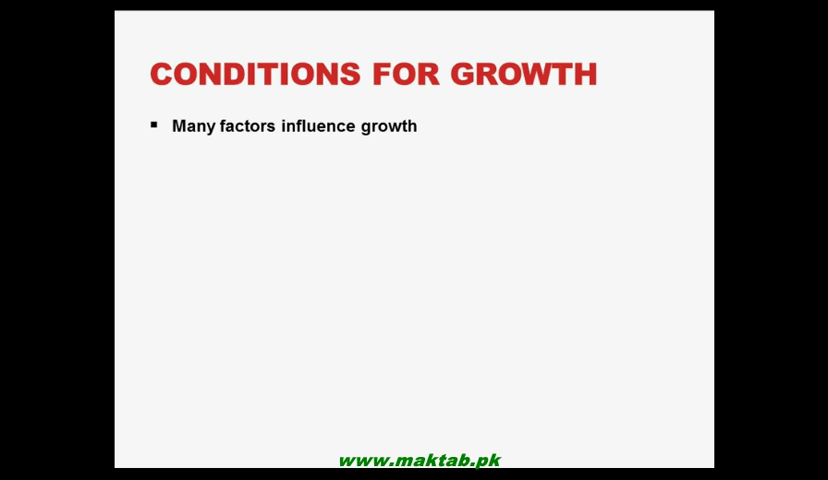 CONDITIONS FOR GROWTH
▪ Many factors influence growth
www.maktab.pk